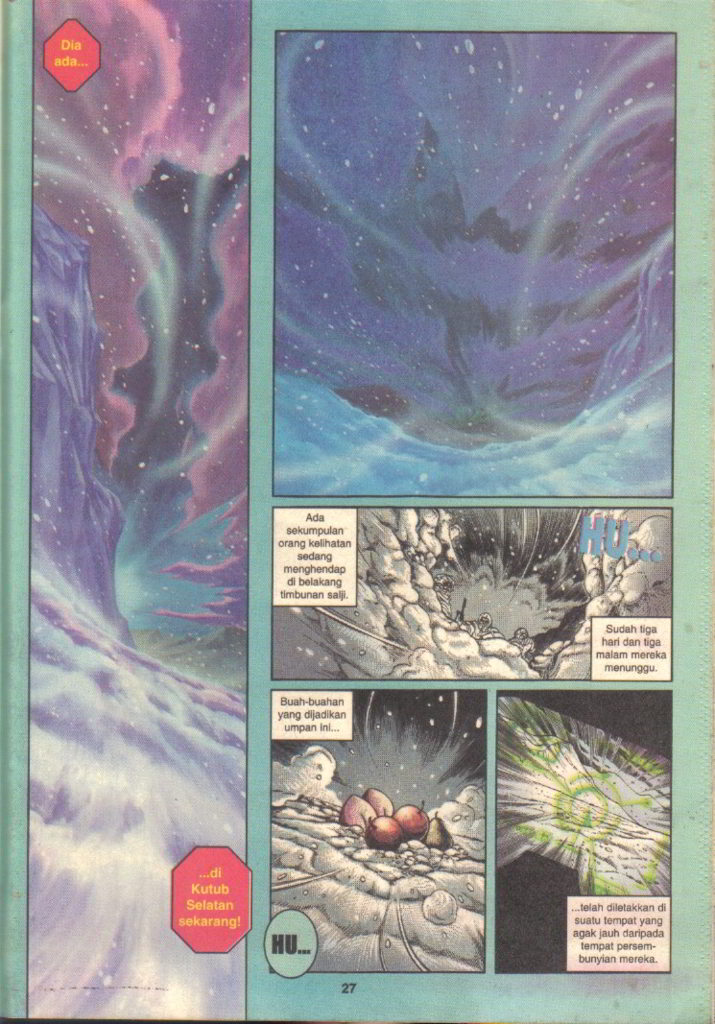 Dia
ada...
...di
Kutub
Selatan
sekarang!
Ada
sekumpulan
orang kelihatan
sedang
menghendap
di belakang
timbunan salji.
HU...
Sudah tiga
hari dan tiga
malam mereka
menunggu.
Buah-buahan
yang dijadikan
umpan ini...
HU...
...telah diletakkan di
suatu tempat yang
agak jauh daripada
tempat persem-
bunyian mereka.
27